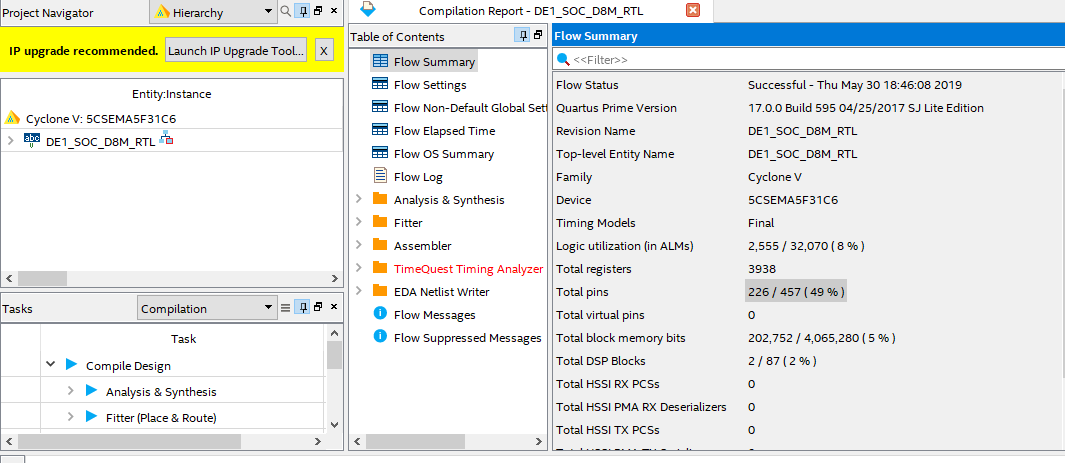 Project Navigator
Hierarchy
IP upgrade recommended.
Launch IP Upgrade Tool...
X
Entity:Instance
Cyclone V: 5CSEMA5F31C6
abc
DE1_SOC_D8M_RTL
Tasks
Compilation
Task
Compile Design
Analysis & Synthesis
Fitter (Place & Route)
Compilation Report - DE1_SOC_D8M_RTL
Table of Contents
Flow Summary
Flow Settings
Flow Non-Default Global Sett
Flow Elapsed Time
Flow OS Summary
Flow Log
Analysis & Synthesis
Fitter
Assembler
TimeQuest Timing Analyzer
EDA Netlist Writer
Flow Messages
Flow Suppressed Messages
Flow Summary
<<Filter>>
Flow Status Successful - Thu May 30 18:46:08 2019
Quartus Prime Version 17.0.0 Build 595 04/25/2017 SJ Lite Edition
Revision Name DE1_SOC_D8M_RTL
Top-level Entity Name DE1_SOC_D8M_RTL
Family Cyclone V
Device 5CSEMA5F31C6
Timing Models Final
Logic utilization (in ALMs) 2,555 / 32,070 ( 8 % )
Total registers 3938
Total pins 226 / 457 ( 49 % )
Total virtual pins 0
Total block memory bits 202,752 / 4,065,280 ( 5 % )
Total DSP Blocks 2 / 87 ( 2 % )
Total HSSI RX PCSs 0
Total HSSI PMA RX Deserializers 0
Total HSSI TX PCSs 0